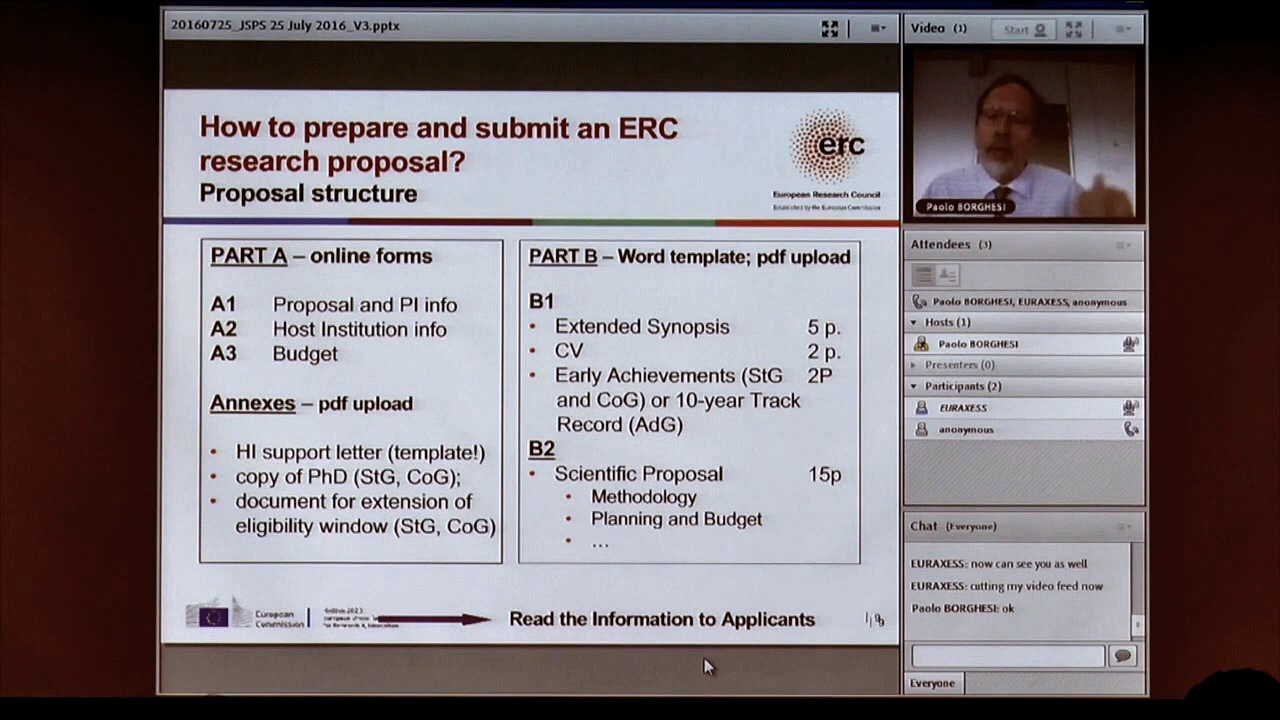 20160725_JSPS 25 July 2016_V3.pptx
How to prepare and submit an ERC
research proposal?
Proposal structure
erc
European Research Council
Established by the European Commission
PART A – online forms
A1 Proposal and PI info
A2 Host Institution info
A3 Budget
Annexes – pdf upload
• HI support letter (template!)
• copy of PhD (StG, CoG);
• document for extension of
eligibility window (StG, CoG)
PART B – Word template; pdf upload
B1
• Extended Synopsis 5 p.
• CV 2 p.
• Early Achievements (StG 2P
and CoG) or 10-year Track
Record (AdG)
B2
• Scientific Proposal 15p
• Methodology
• Planning and Budget
• ...
European
Commission
Read the Information to Applicants
Video (1)
Start
Paolo BORGHESI
Attendees (3)
Paolo BORGHESI, EURAXESS, anonymous
Hosts (1)
Paolo BORGHESI
Presenters (0)
Participants (2)
EURAXESS
anonymous
Chat (Everyone)
EURAXESS: now can see you as well
EURAXESS: cutting my video feed now
Paolo BORGHESI: ok
Everyone